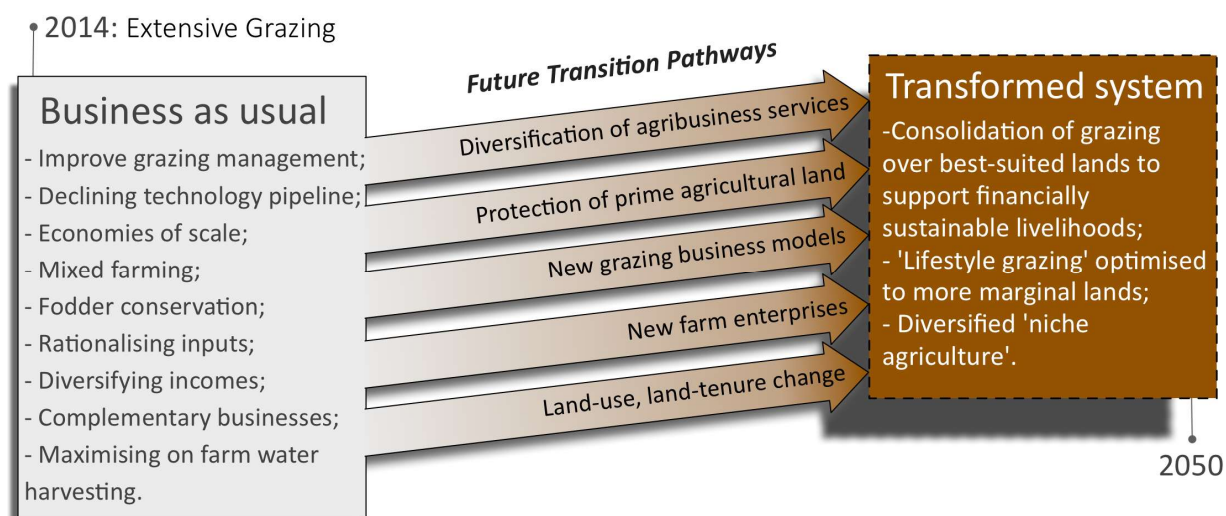 2014: Extensive Grazing
Business as usual
- Improve grazing management;
- Declining technology pipeline;
- Economies of scale;
- Mixed farming;
- Fodder conservation;
- Rationalising inputs;
- Diversifying incomes;
- Complementary businesses;
- Maximising on farm water
harvesting.
Future Transition Pathways
Diversification of agribusiness services
Protection of prime agricultural land
New grazing business models
New farm enterprises
Land-use, land-tenure change
Transformed system
-Consolidation of grazing
over best-suited lands to
support financially
sustainable livelihoods;
- 'Lifestyle grazing' optimised
to more marginal lands;
- Diversified 'niche
agriculture'.
2050